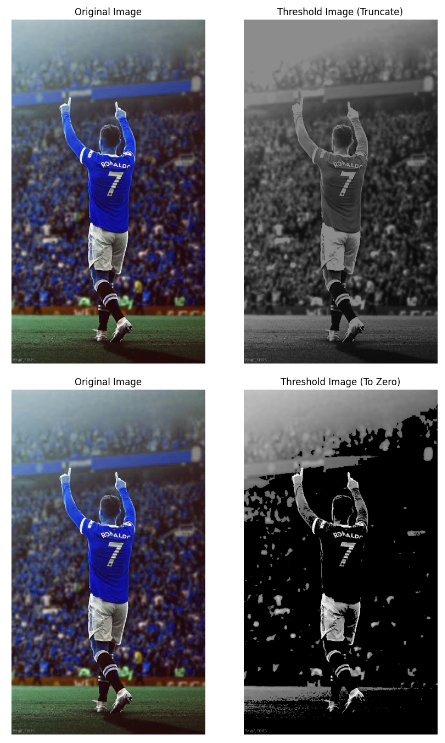 Original Image
Threshold Image (Truncate)
RONALDO
7
RONALDO
7
Original Image
Threshold Image (To Zero)
RONALDO
7
RONALDO
7